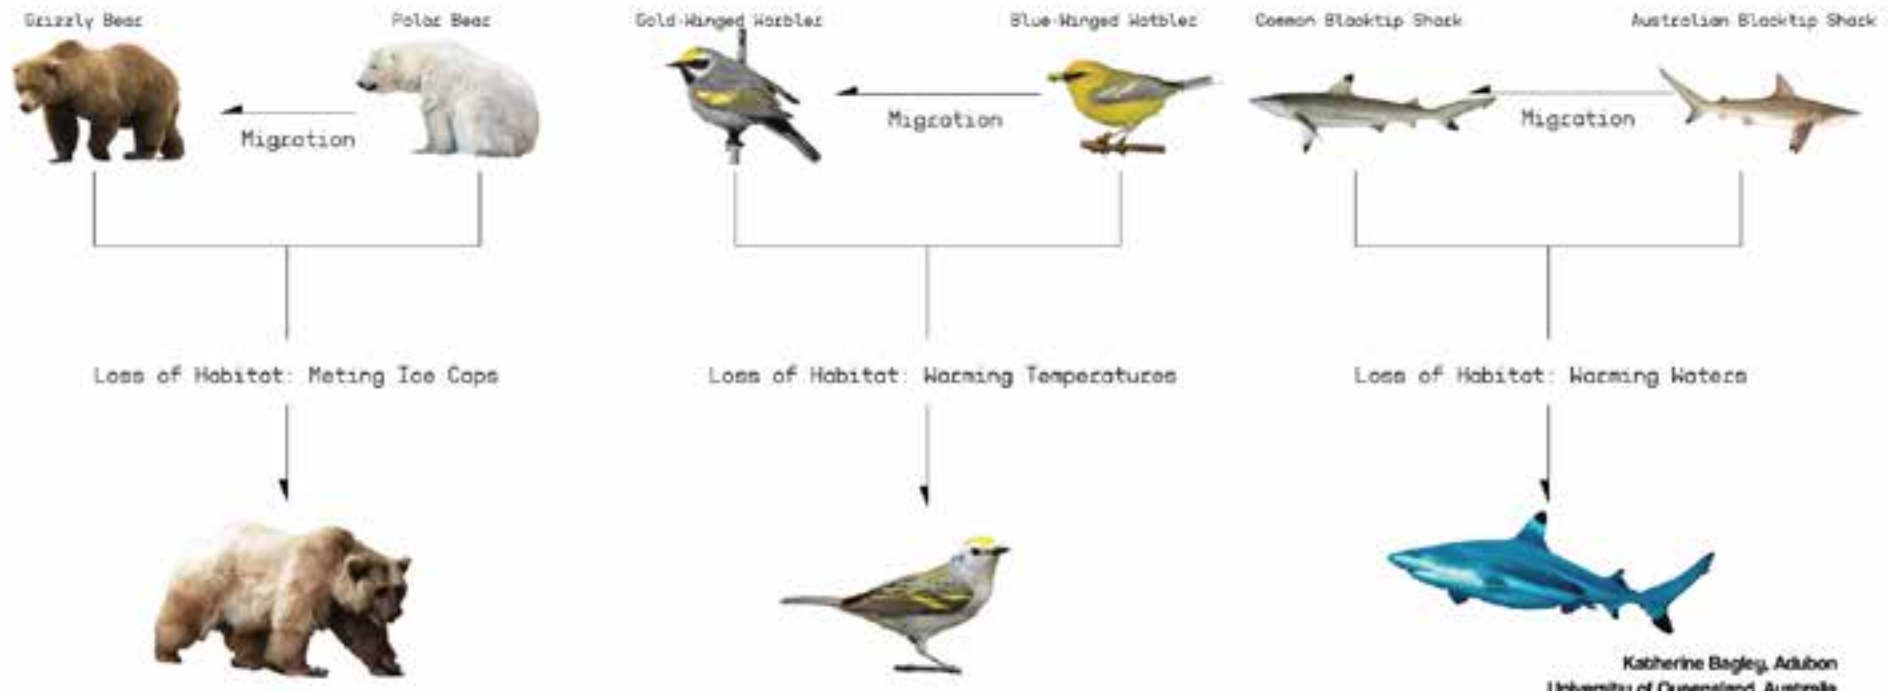 Grizzly Bear
Polar Bear
Migration
Loss of Habitat: Meting Ice Caps
Gold-Winged Warbler
Blue-Winged Watbler
Migration
Loss of Habitat: Warming Temperatures
Common Blacktip Shark
Australian Blacktip Shark
Migration
Loss of Habitat: Warming Waters
Katherine Bagley, Adubon
University of Queensland, Australia